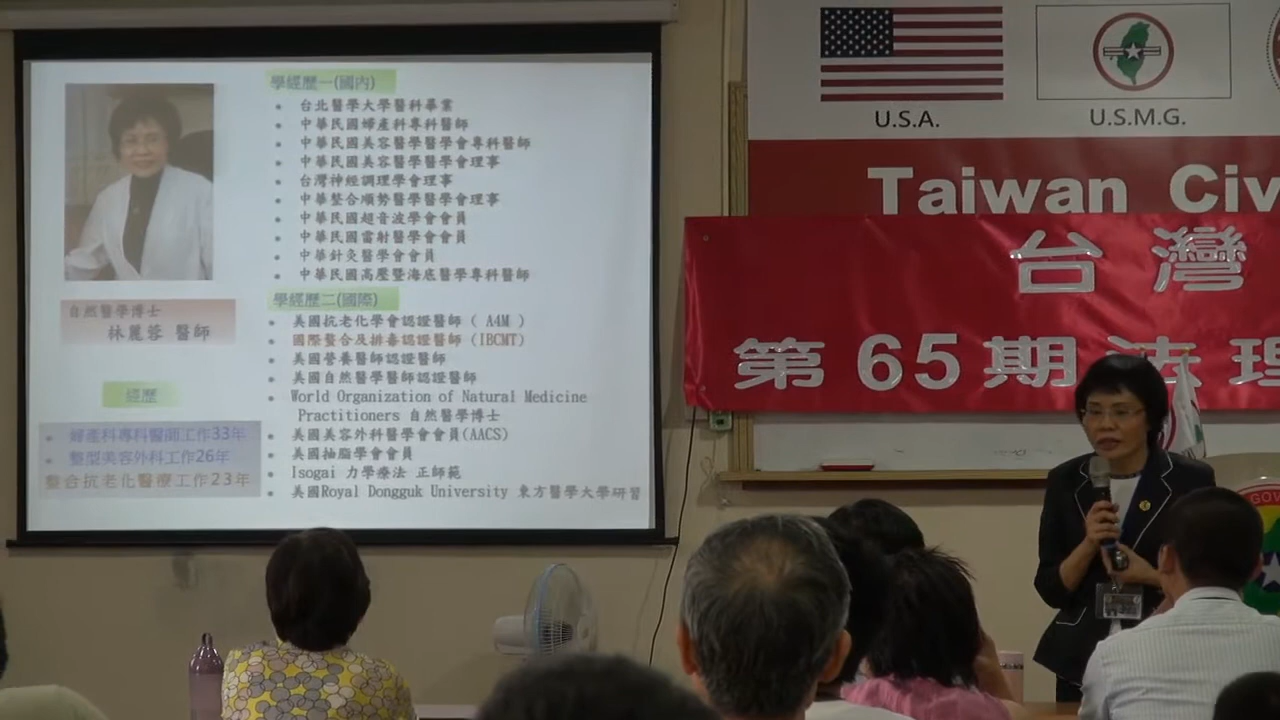 學經歷一(國內)
• 台北醫學大學醫科畢業
• 中華民國婦產科專科醫師
• 中華民國美容醫學醫學會專科醫師
• 中華民國美容醫學醫學會理事
• 台灣神經調理學會理事
• 中華整合順勢醫學醫學會理事
• 中華民國超音波學會會員
• 中華民國雷射醫學會會員
• 中華針灸醫學會會員
• 中華民國高壓暨海底醫學專科醫師
學經歷二(國際)
• 美國抗老化學會認證醫師 ( A4M )
• 國際螯合及排毒認證醫師 (IBCMT)
• 美國營養醫師認證醫師
• 美國自然醫學醫師認證醫師
• World Organization of Natural Medicine
Practitioners 自然醫學博士
• 美國美容外科醫學會會員(AACS)
• 美國抽脂學會會員
• Isogai 力學療法 正師範
• 美國Royal Dongguk University 東方醫學大學研習
自然醫學博士
林麗蓉 醫師
經歷
• 婦產科專科醫師工作33年
• 整型美容外科工作26年
整合抗老化醫療工作23年
U.S.A.
U.S.M.G.
Taiwan Civ
台灣
第65期法理
GOV